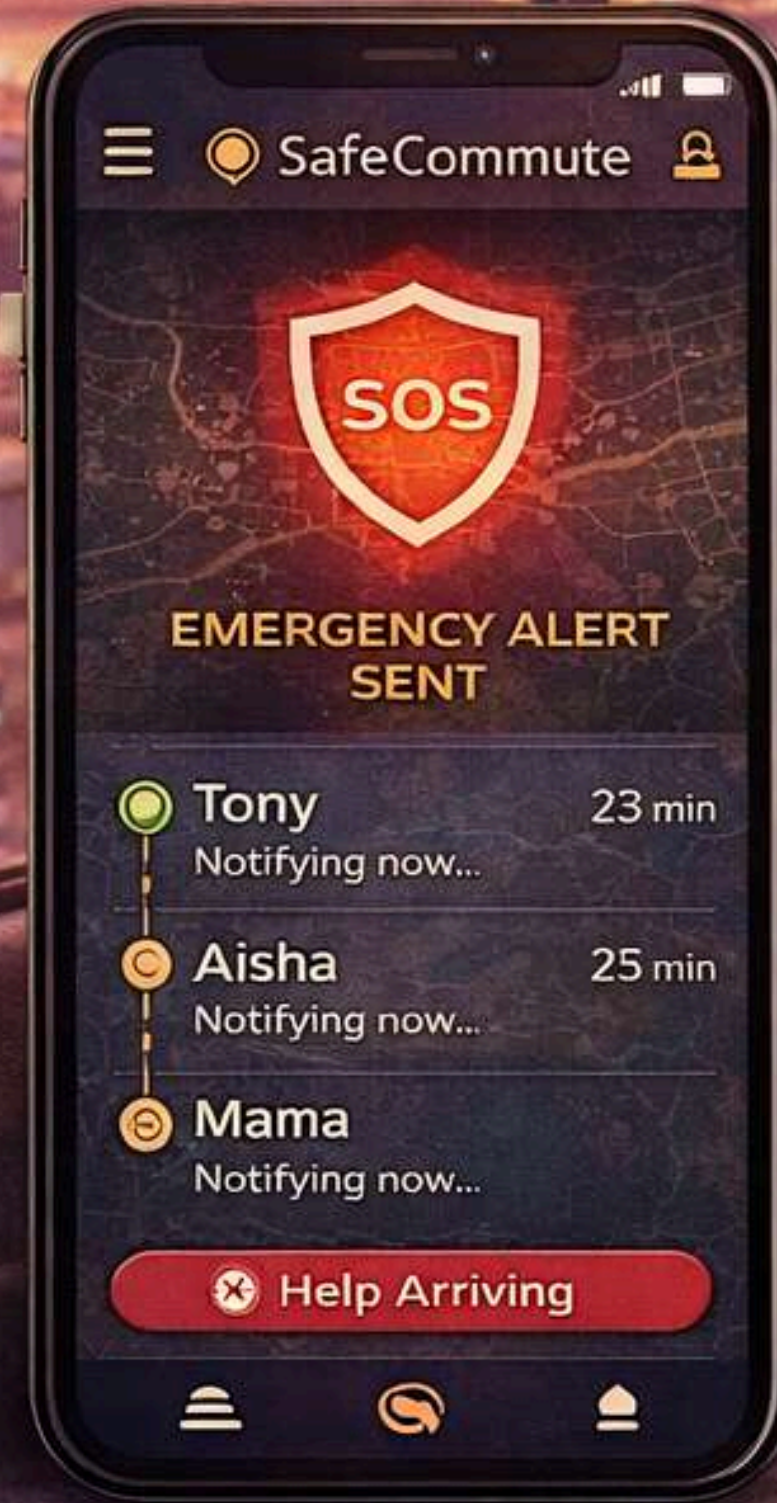 SafeCommute
SOS
EMERGENCY ALERT
SENT
Tony 23 min
Notifying now...
Aisha 25 min
Notifying now...
Mama
Notifying now...
Help Arriving